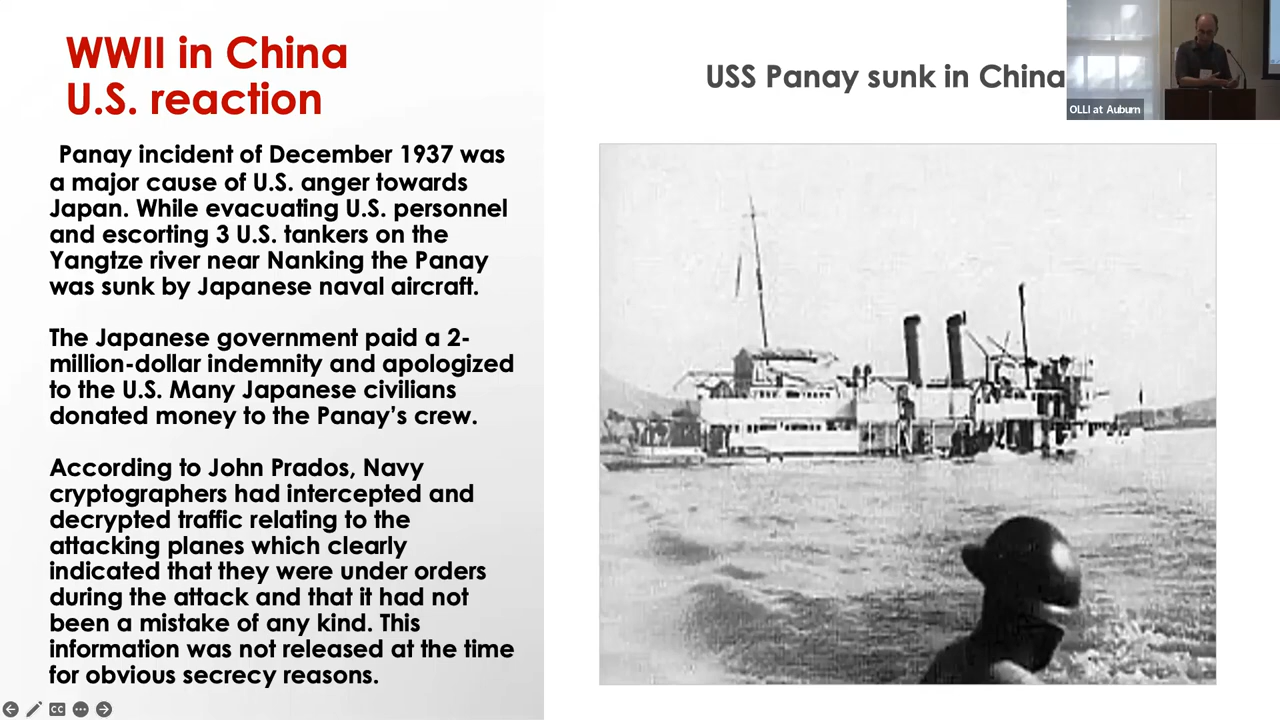 WWII in China
U.S. reaction
Panay incident of December 1937 was
a major cause of U.S. anger towards
Japan. While evacuating U.S. personnel
and escorting 3 U.S. tankers on the
Yangtze river near Nanking the Panay
was sunk by Japanese naval aircraft.
The Japanese government paid a 2-
million-dollar indemnity and apologized
to the U.S. Many Japanese civilians
donated money to the Panay’s crew.
According to John Prados, Navy
cryptographers had intercepted and
decrypted traffic relating to the
attacking planes which clearly
indicated that they were under orders
during the attack and that it had not
been a mistake of any kind. This
information was not released at the time
for obvious secrecy reasons.
CC
USS Panay sunk in China
OLLI at Auburn